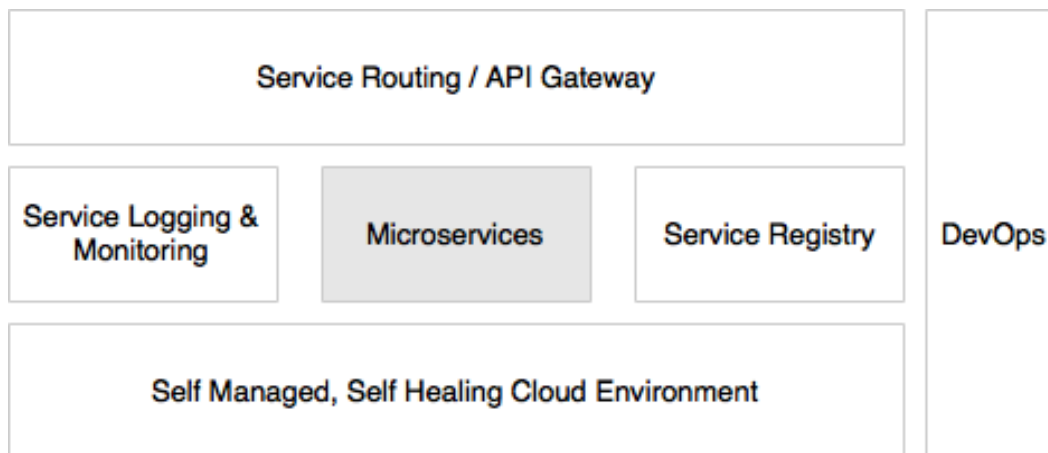 Service Routing / API Gateway
Service Logging &
Monitoring
Microservices
Service Registry
DevOps
Self Managed, Self Healing Cloud Environment